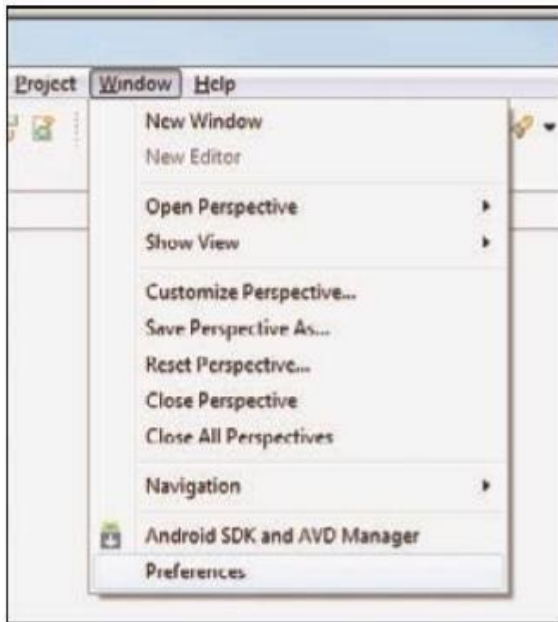 Project Window Help
New Window
New Editor
Open Perspective
Show View
Customize Perspective...
Save Perspective As...
Reset Perspective...
Close Perspective
Close All Perspectives
Navigation
Android SDK and AVD Manager
Preferences